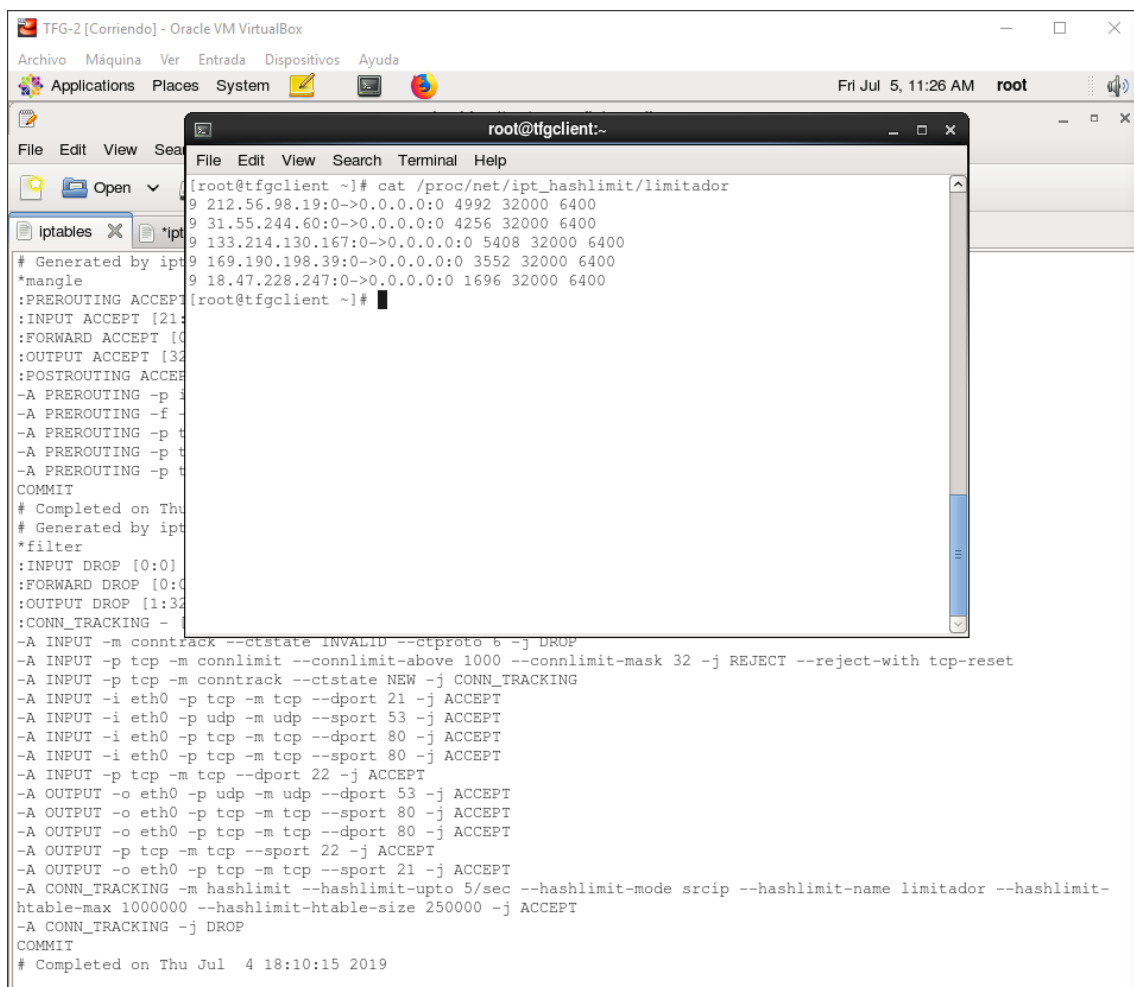 TFG-2 [Corriendo] - Oracle VM VirtualBox
Archivo Máquina Ver Entrada Dispositivos Ayuda
Applications Places System Fri Jul 5, 11:26 AM root
root@tfgclient:~
File Edit View Search Terminal Help
[root@tfgclient ~]# cat /proc/net/ipt_hashlimit/limitador
9 212.56.98.19:0->0.0.0.0:0 4992 32000 6400
9 31.55.244.60:0->0.0.0.0:0 4256 32000 6400
9 133.214.130.167:0->0.0.0.0:0 5408 32000 6400
9 169.190.198.39:0->0.0.0.0:0 3552 32000 6400
9 18.47.228.247:0->0.0.0.0:0 1696 32000 6400
[root@tfgclient ~]#
File Edit View Sea
Open
iptables *ipt
# Generated by ipt
*mangle
:PREROUTING ACCEPT
:INPUT ACCEPT [21:
:FORWARD ACCEPT [0
:OUTPUT ACCEPT [32
:POSTROUTING ACCEP
-A PREROUTING -p i
-A PREROUTING -f -
-A PREROUTING -p t
-A PREROUTING -p t
-A PREROUTING -p t
COMMIT
# Completed on Thu
# Generated by ipt
*filter
:INPUT DROP [0:0]
:FORWARD DROP [0:0
:OUTPUT DROP [1:32
:CONN_TRACKING - [
-A INPUT -m conntrack --ctstate INVALID --ctproto 6 -j DROP
-A INPUT -p tcp -m connlimit --connlimit-above 1000 --connlimit-mask 32 -j REJECT --reject-with tcp-reset
-A INPUT -p tcp -m conntrack --ctstate NEW -j CONN_TRACKING
-A INPUT -i eth0 -p tcp -m tcp --dport 21 -j ACCEPT
-A INPUT -i eth0 -p udp -m udp --sport 53 -j ACCEPT
-A INPUT -i eth0 -p tcp -m tcp --dport 80 -j ACCEPT
-A INPUT -i eth0 -p tcp -m tcp --sport 80 -j ACCEPT
-A INPUT -p tcp -m tcp --dport 22 -j ACCEPT
-A OUTPUT -o eth0 -p udp -m udp --dport 53 -j ACCEPT
-A OUTPUT -o eth0 -p tcp -m tcp --sport 80 -j ACCEPT
-A OUTPUT -o eth0 -p tcp -m tcp --dport 80 -j ACCEPT
-A OUTPUT -p tcp -m tcp --sport 22 -j ACCEPT
-A OUTPUT -o eth0 -p tcp -m tcp --sport 21 -j ACCEPT
-A CONN_TRACKING -m hashlimit --hashlimit-upto 5/sec --hashlimit-mode srcip --hashlimit-name limitador --hashlimit-
htable-max 1000000 --hashlimit-htable-size 250000 -j ACCEPT
-A CONN_TRACKING -j DROP
COMMIT
# Completed on Thu Jul  4 18:10:15 2019